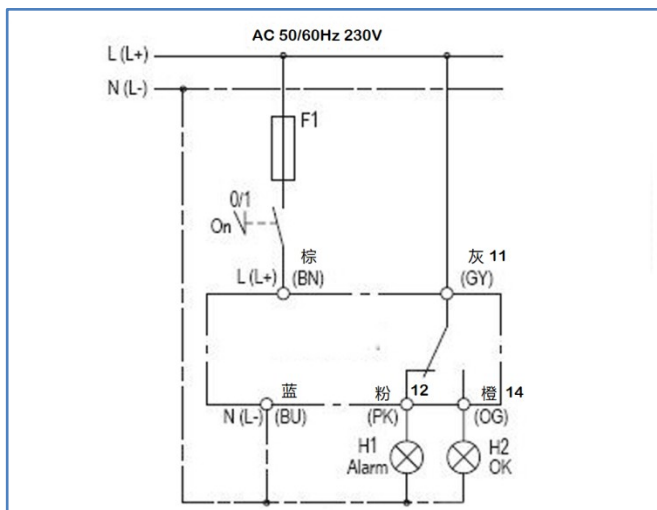 AC 50/60Hz 230V
L (L+)
N (L-)
F1
0/1
On
棕
灰 11
L (L+) (BN)
(GY)
蓝
粉 12
橙 14
N (L-) (BU)
(PK)
(OG)
H1
Alarm
H2
OK